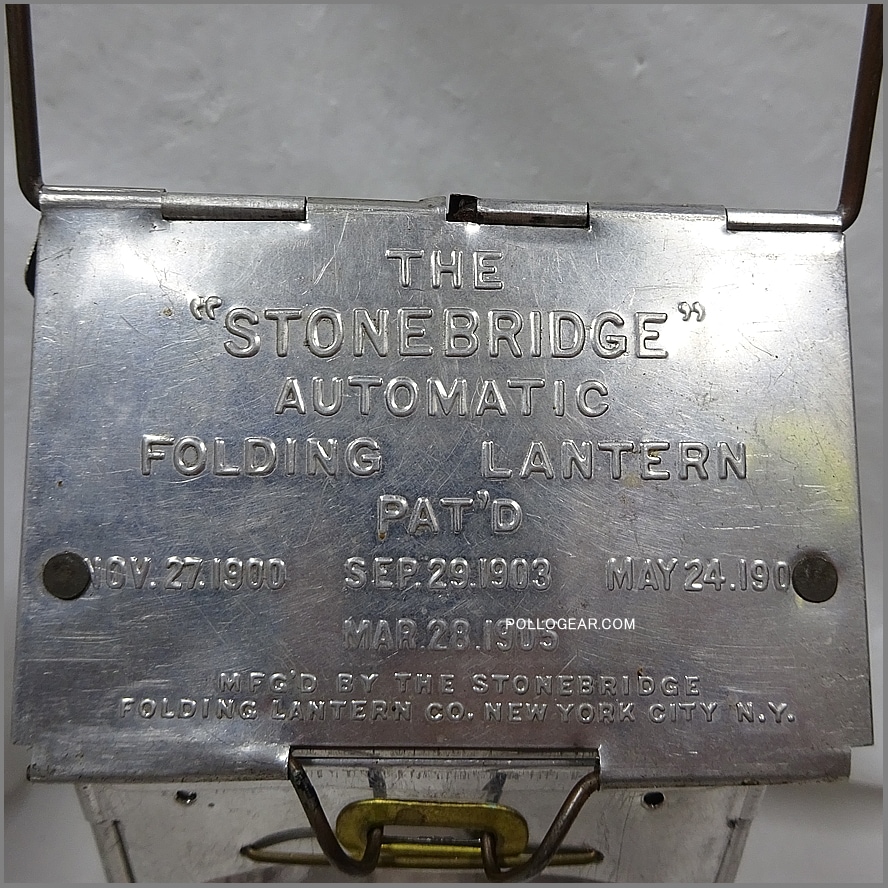 THE
“STONEBRIDGE”
AUTOMATIC
FOLDING LANTERN
PAT'D
NOV. 27.1900 SEP.29.1903 MAY 24.190
MAR.28.1905
POLLOGEAR.COM
MFG'D BY THE STONEBRIDGE
FOLDING LANTERN CO. NEW YORK CITY N.Y.